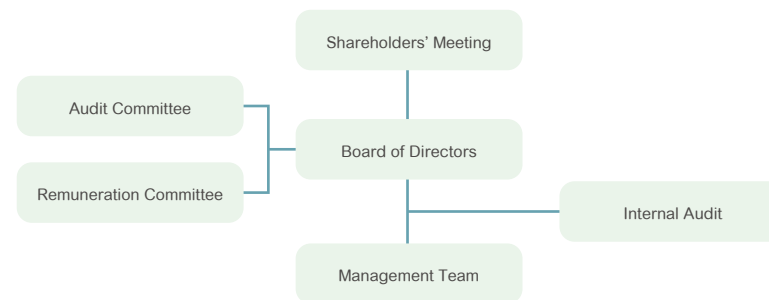 Shareholders’ Meeting
Audit Committee
Board of Directors
Remuneration Committee
Internal Audit
Management Team